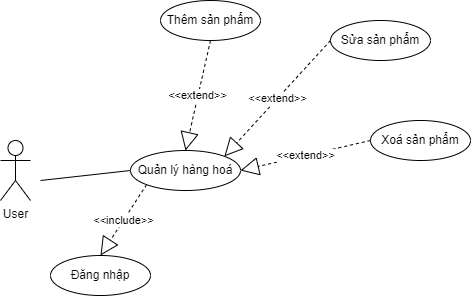 Thêm sản phẩm
Sửa sản phẩm
<<extend>>
<<extend>>
Xoá sản phẩm
<<extend>>
Quản lý hàng hoá
User
<<include>>
Đăng nhập